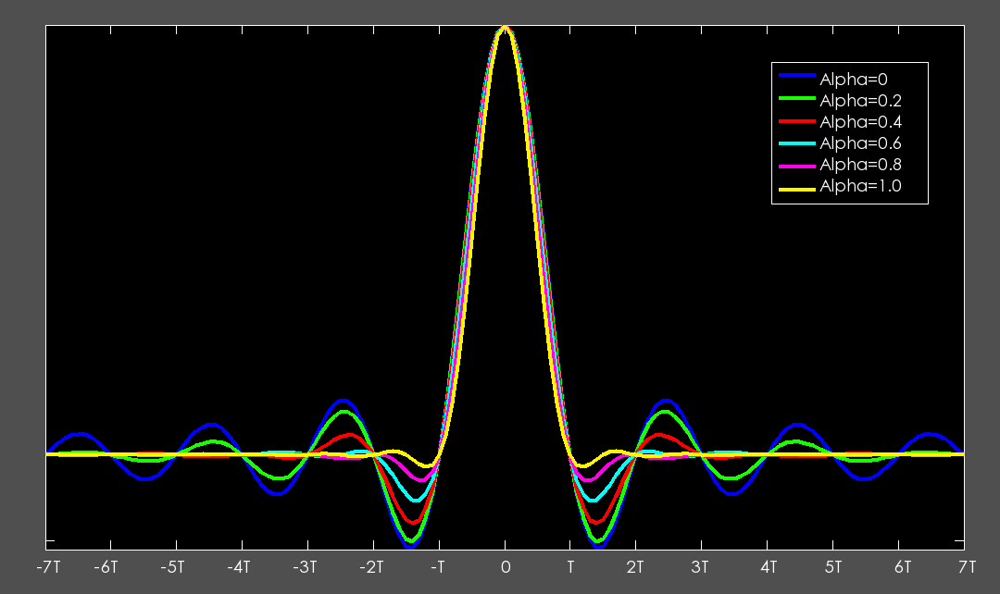 Alpha=0
Alpha=0.2
Alpha=0.4
Alpha=0.6
Alpha=0.8
Alpha=1.0
-7T -6T -5T -4T -3T -2T -T 0 T 2T 3T 4T 5T 6T 7T